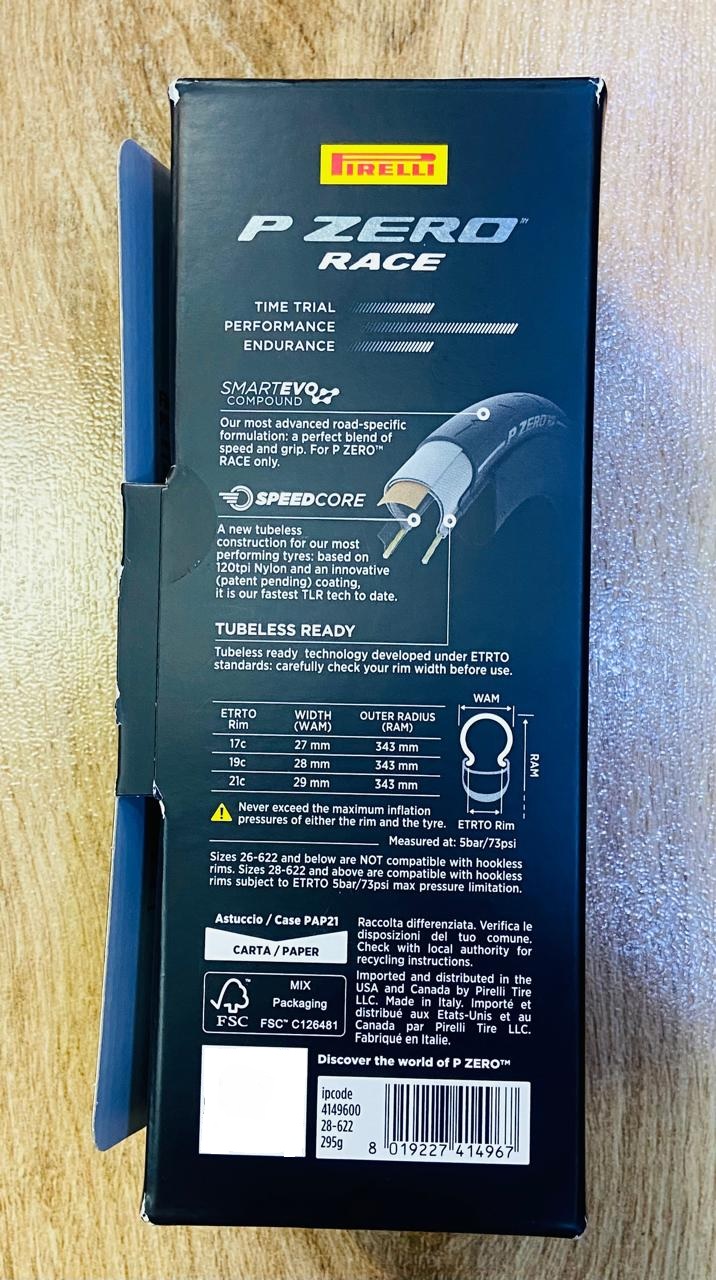 PIRELLI
P ZERO™
RACE
TIME TRIAL
PERFORMANCE
ENDURANCE
SMARTEVO
COMPOUND
Our most advanced road-specific
formulation: a perfect blend of
speed and grip. For P ZERO™
RACE only.
P ZERO
SPEEDCORE
A new tubeless
construction for our most
performing tyres: based on
120tpi Nylon and an innovative
(patent pending) coating,
it is our fastest TLR tech to date.
TUBELESS READY
Tubeless ready technology developed under ETRTO
standards: carefully check your rim width before use.
ETRTO Rim WIDTH (WAM) OUTER RADIUS (RAM)
17c 27 mm 343 mm
19c 28 mm 343 mm
21c 29 mm 343 mm
WAM
RAM
ETRTO Rim
Never exceed the maximum inflation
pressures of either the rim and the tyre.
Measured at: 5bar/73psi
Sizes 26-622 and below are NOT compatible with hookless
rims. Sizes 28-622 and above are compatible with hookless
rims subject to ETRTO 5bar/73psi max pressure limitation.
Astuccio / Case PAP21
CARTA / PAPER
Raccolta differenziata. Verifica le
disposizioni del tuo comune.
Check with local authority for
recycling instructions.
FSC™
MIX
Packaging
FSC™ C126481
Imported and distributed in the
USA and Canada by Pirelli Tire
LLC. Made in Italy. Importé et
distribué aux Etats-Unis et au
Canada par Pirelli Tire LLC.
Fabriqué en Italie.
Discover the world of P ZERO™
ipcode
4149600
28-622
295g
8 019227 414967